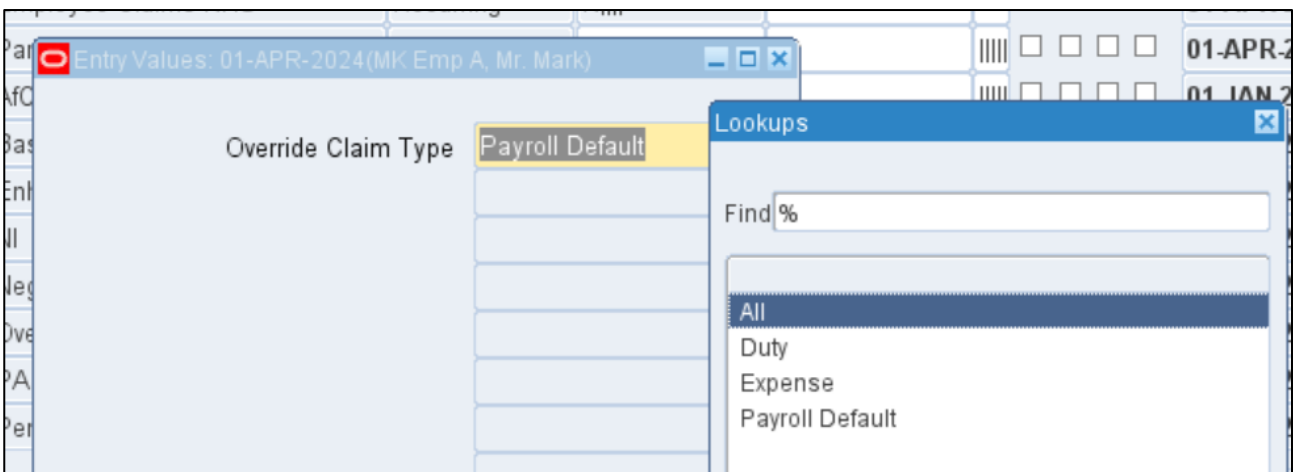 Entry Values: 01-APR-2024(MK Emp A, Mr. Mark)
01-APR-2
Lookups
Override Claim Type Payroll Default
Find %
All
Duty
Expense
Payroll Default
NI